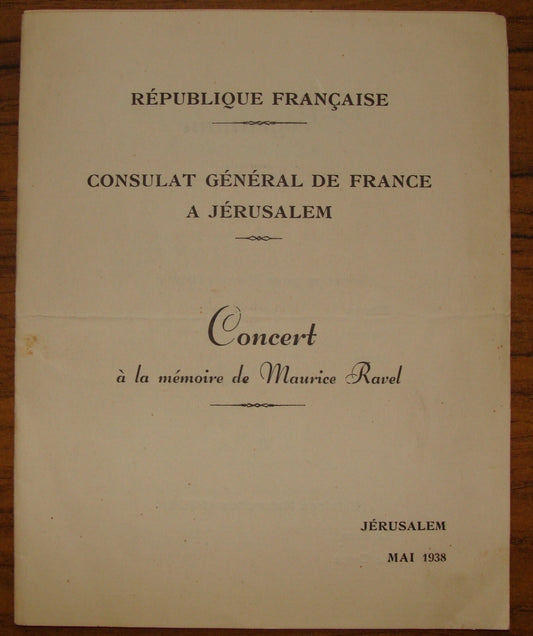 RÉPUBLIQUE FRANÇAISE
CONSULAT GÉNÉRAL DE FRANCE
A JÉRUSALEM
Concert
à la mémoire de Maurice Ravel
JÉRUSALEM
MAI 1938